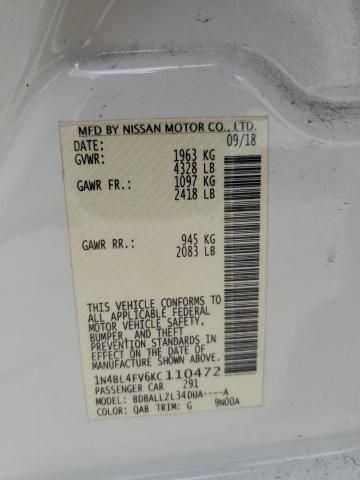 MFD BY NISSAN MOTOR CO., LTD.
DATE: 09/18
GVWR: 1963 KG
4328 LB
GAWR FR.: 1097 KG
2418 LB
GAWR RR.: 945 KG
2083 LB
THIS VEHICLE CONFORMS TO
ALL APPLICABLE FEDERAL
MOTOR VEHICLE SAFETY,
BUMPER, AND THEFT
PREVENTION STANDARDS IN
EFFECT ON THE DATE OF
MANUFACTURE SHOWN ABOVE.
1N4BL4FV6KC110472
PASSENGER CAR 291
MODEL: BDBALLZL34DUA----A
COLOR: QAB TRIM: G 9N00A